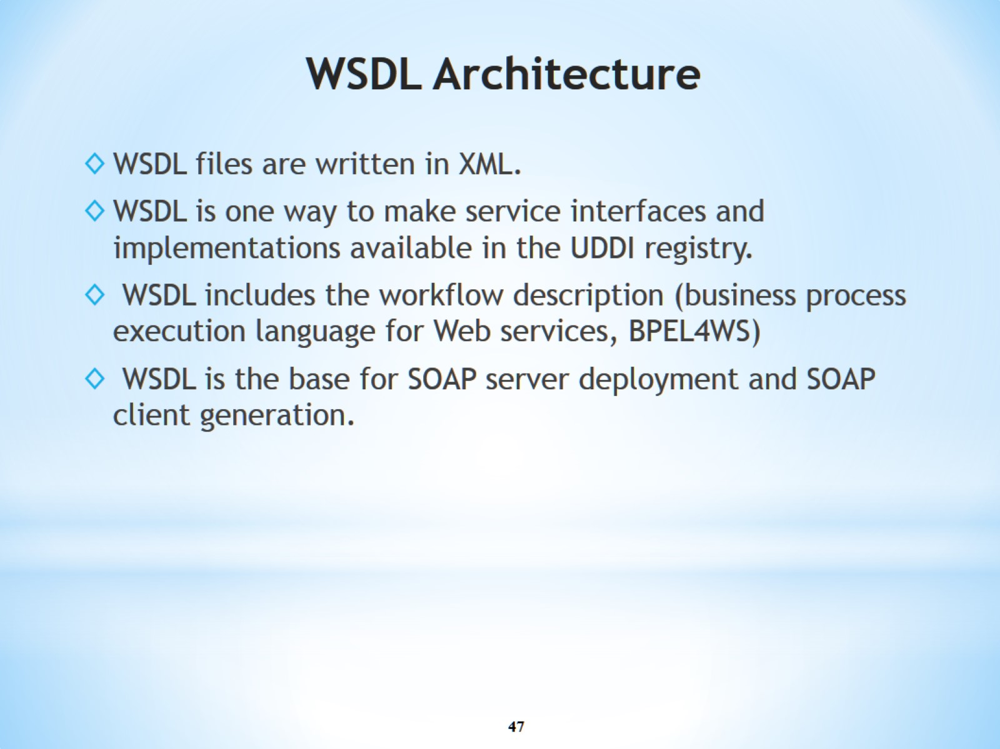 WSDL Architecture
◇ WSDL files are written in XML.
◇ WSDL is one way to make service interfaces and
implementations available in the UDDI registry.
◇ WSDL includes the workflow description (business process
execution language for Web services, BPEL4WS)
◇ WSDL is the base for SOAP server deployment and SOAP
client generation.
47